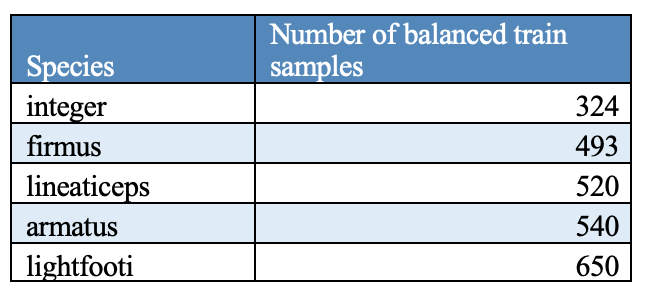 Species Number of balanced train samples
integer 324
firmus 493
lineaticeps 520
armatus 540
lightfooti 650